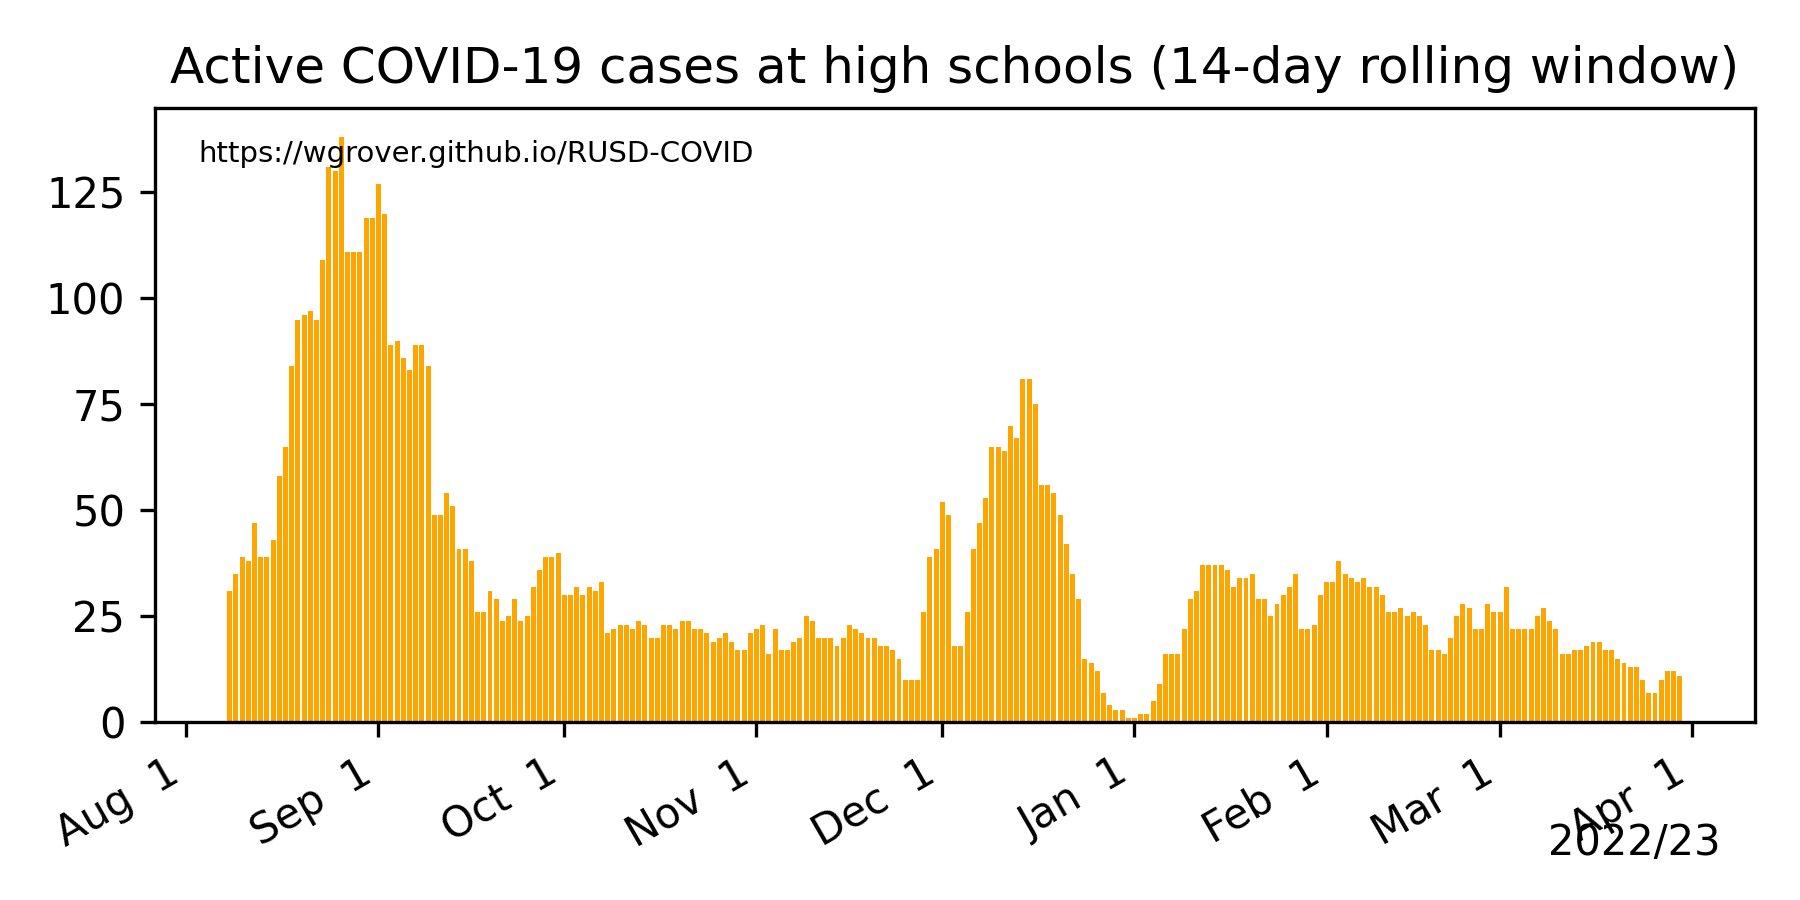 Active COVID-19 cases at high schools (14-day rolling window)
https://wgrover.github.io/RUSD-COVID
125
100
75
50
25
0
Aug 1
Sep 1
Oct 1
Nov 1
Dec 1
Jan 1
Feb 1
Mar 1
Apr 1
2022/23